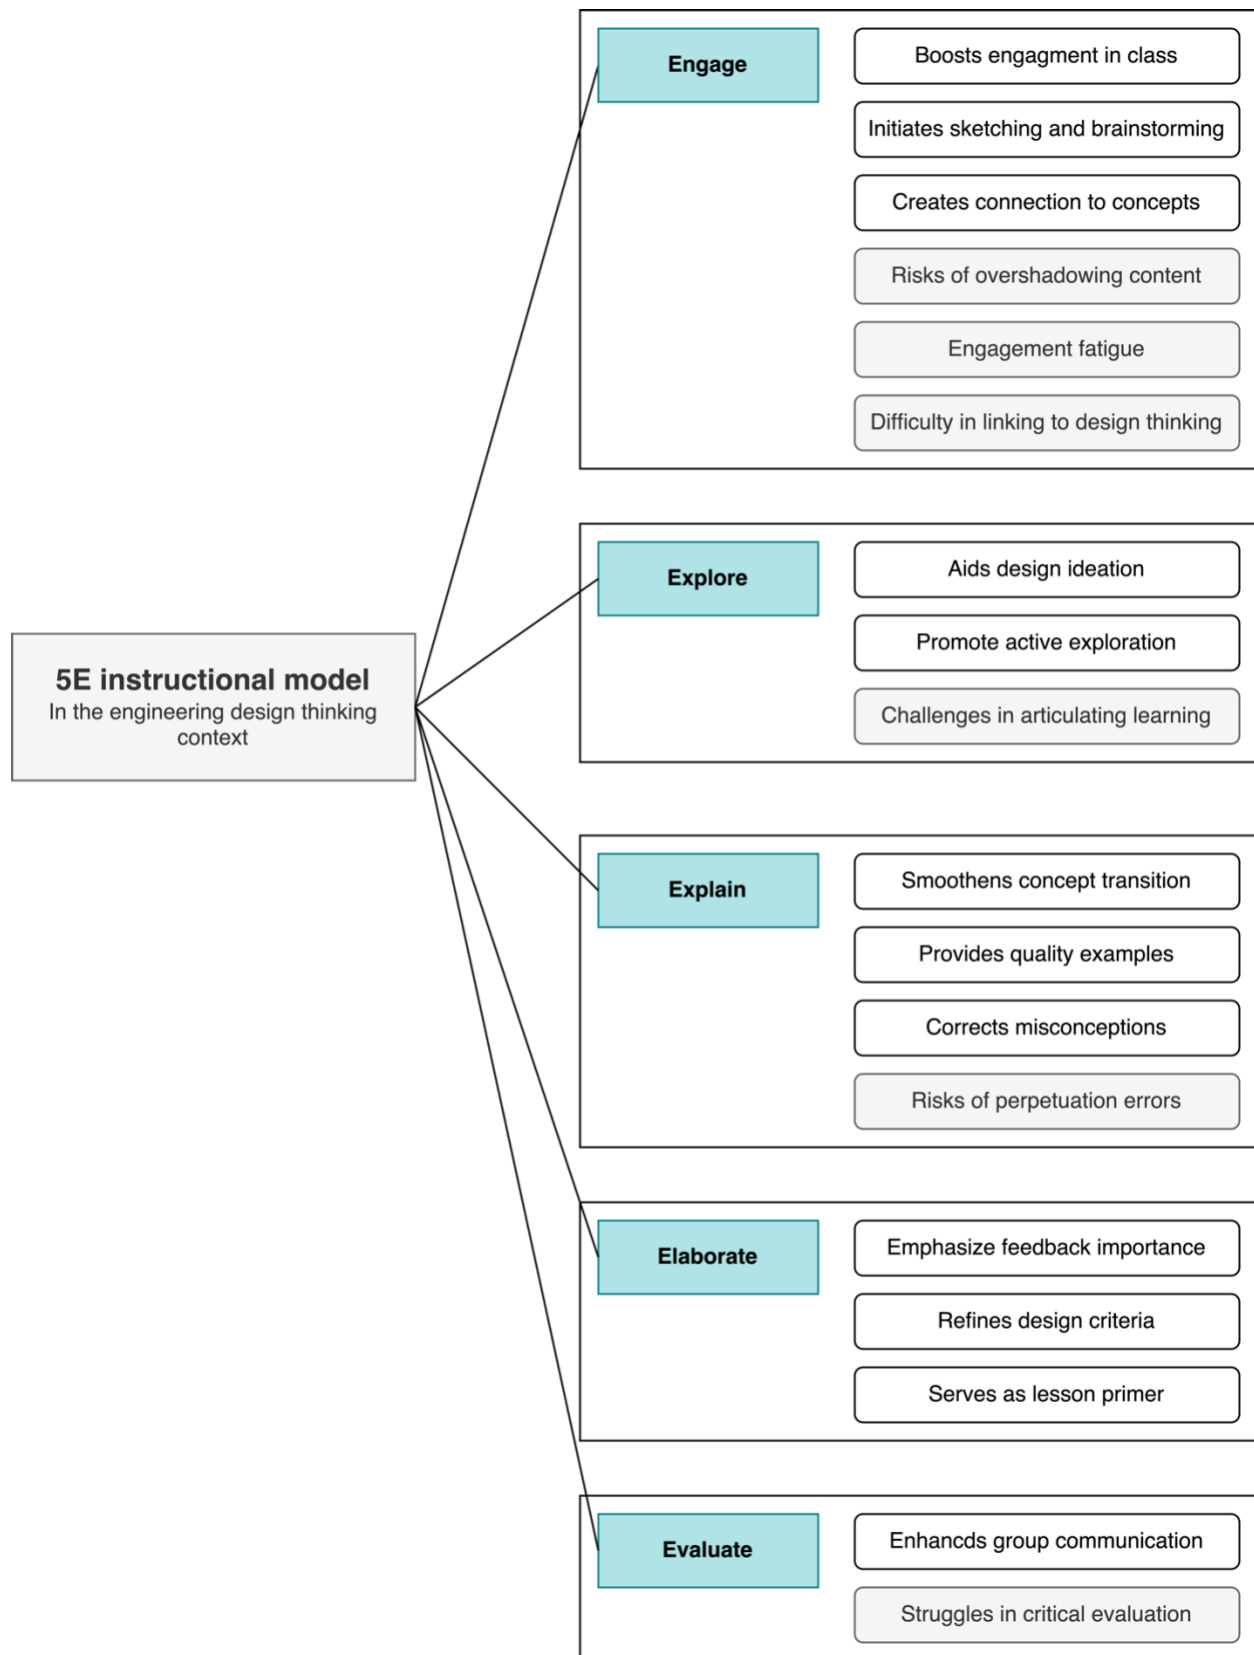 5E instructional model
In the engineering design thinking
context
Engage
Boosts engagment in class
Initiates sketching and brainstorming
Creates connection to concepts
Risks of overshadowing content
Engagement fatigue
Difficulty in linking to design thinking
Explore
Aids design ideation
Promote active exploration
Challenges in articulating learning
Explain
Smoothens concept transition
Provides quality examples
Corrects misconceptions
Risks of perpetuation errors
Elaborate
Emphasize feedback importance
Refines design criteria
Serves as lesson primer
Evaluate
Enhancds group communication
Struggles in critical evaluation